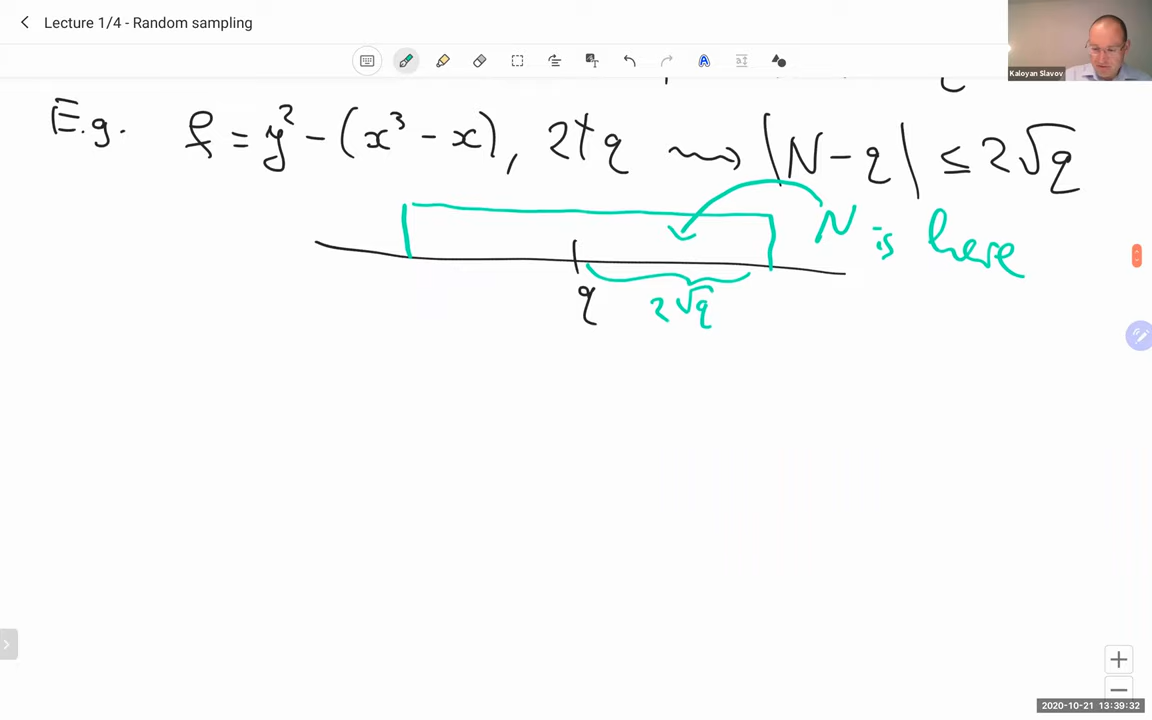 Lecture 1/4 - Random sampling
Kaloyan Slavov
E.g. f = y² - (x³ - x), 2∤q ⇝ |N - q| ≤ 2√q
N is here
q
2√q
2020-10-21 13:39:32